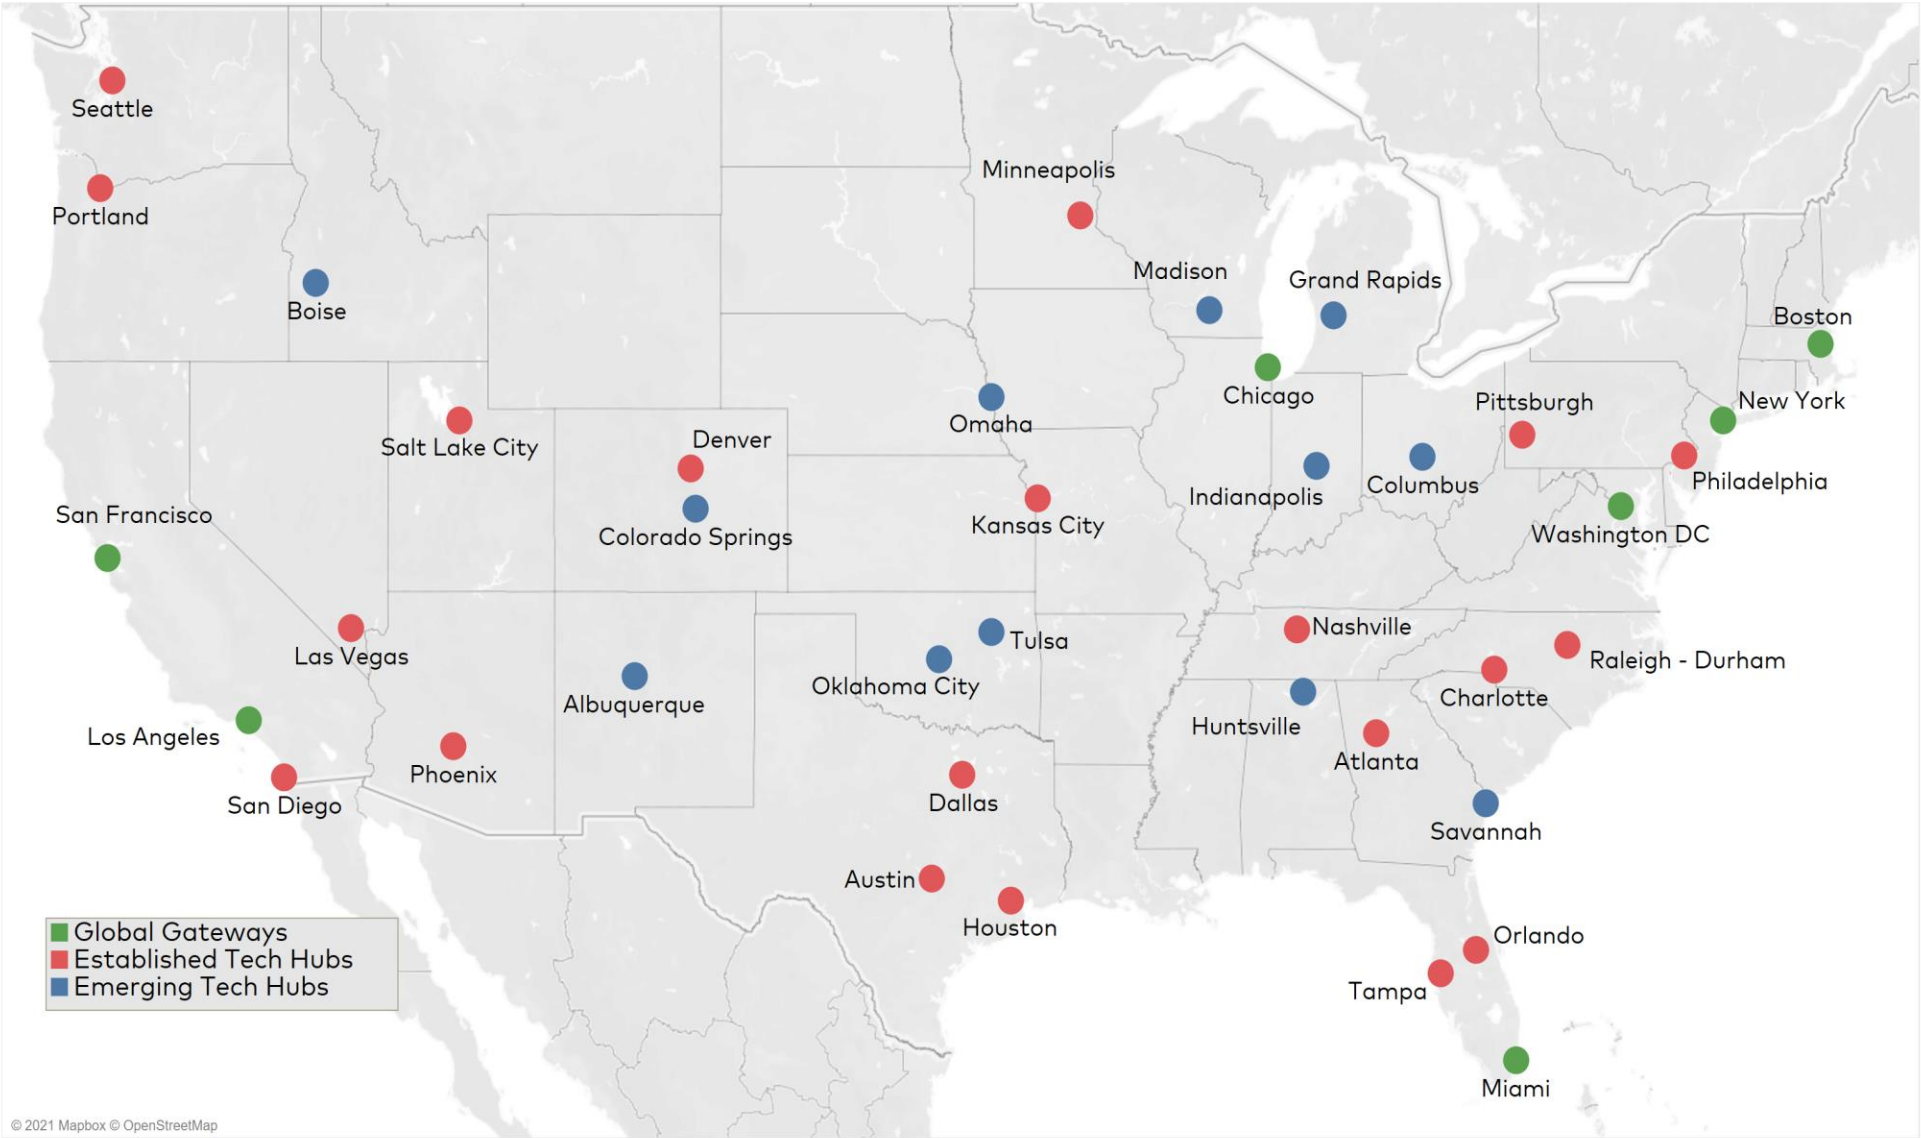 Seattle
Minneapolis
Portland
Madison
Grand Rapids
Boise
Boston
Chicago
New York
Pittsburgh
Omaha
Denver
Salt Lake City
Philadelphia
Columbus
Indianapolis
San Francisco
Kansas City
Washington DC
Colorado Springs
Nashville
Tulsa
Las Vegas
Raleigh - Durham
Oklahoma City
Charlotte
Albuquerque
Huntsville
Los Angeles
Atlanta
Phoenix
Dallas
San Diego
Savannah
Austin
Houston
Global Gateways
Established Tech Hubs
Emerging Tech Hubs
Orlando
Tampa
Miami
© 2021 Mapbox © OpenStreetMap